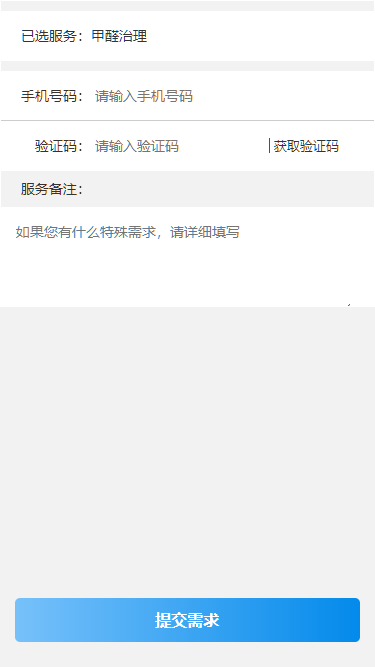 已选服务：甲醛治理
手机号码： 请输入手机号码
验证码： 请输入验证码 | 获取验证码
服务备注：
如果您有什么特殊需求，请详细填写
提交需求